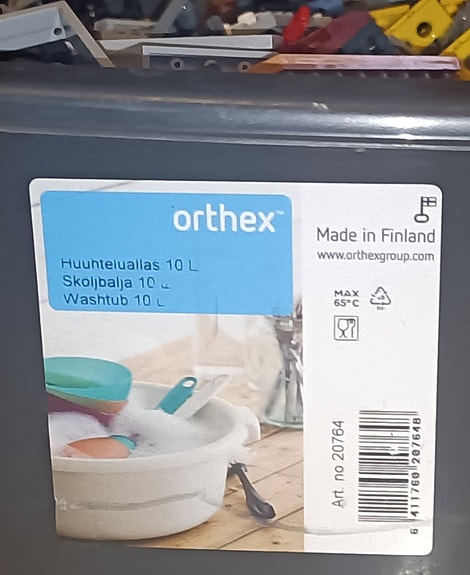 orthex™
Huuhteluallas 10 L
Sköljbalja 10 L
Washtub 10 L
Made in Finland
www.orthexgroup.com
MAX
65°C
Art. no 20764
6 411760 207648